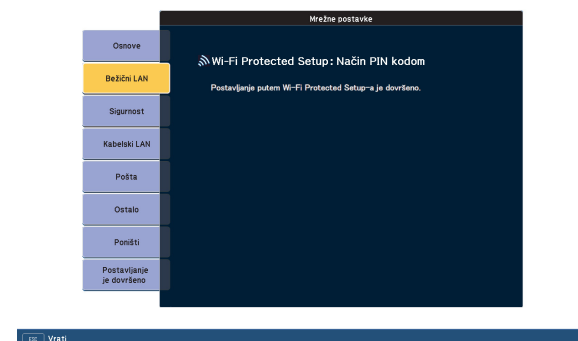 Mrežne postavke
Osnove
Bežični LAN
Sigurnost
Kabelski LAN
Pošta
Ostalo
Poništi
Postavljanje
je dovršeno
Wi-Fi Protected Setup: Način PIN kodom
Postavljanje putem Wi-Fi Protected Setup-a je dovršeno.
Vrati